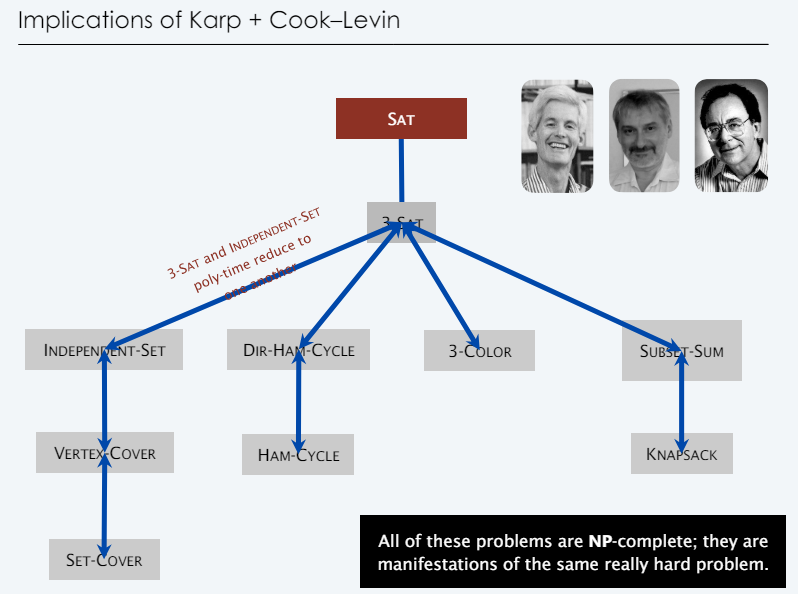 Implications of Karp + Cook–Levin
SAT
3-SAT
3-SAT and INDEPENDENT-SET
poly-time reduce to
one another
INDEPENDENT-SET
DIR-HAM-CYCLE
3-COLOR
SUBSET-SUM
VERTEX-COVER
HAM-CYCLE
KNAPSACK
SET-COVER
All of these problems are NP-complete; they are
manifestations of the same really hard problem.